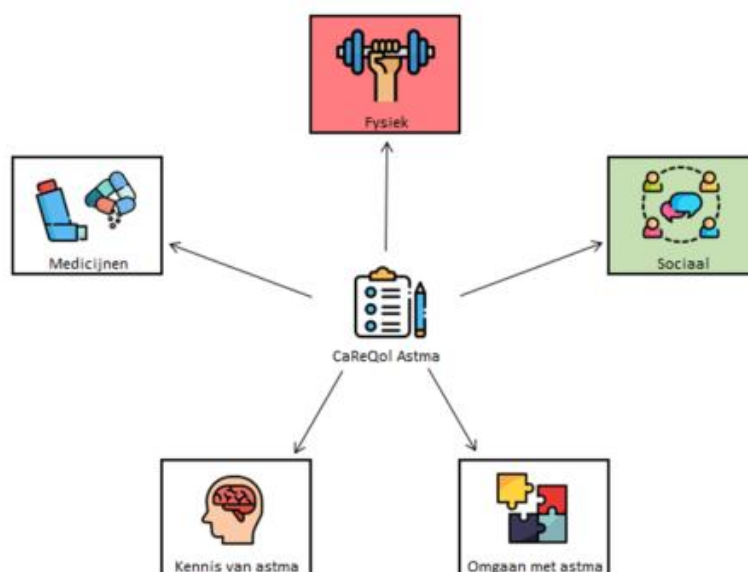 Fysiek
Medicijnen
Sociaal
CaReQol Astma
Kennis van astma
Omgaan met astma